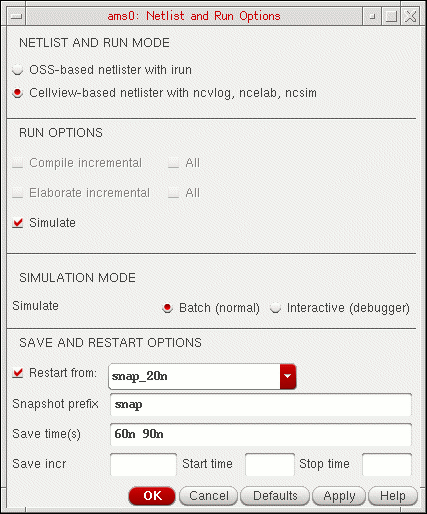 ams0: Netlist and Run Options
NETLIST AND RUN MODE
OSS-based netlister with irun
Cellview-based netlister with ncvlog, ncelab, ncsim
RUN OPTIONS
Compile incremental All
Elaborate incremental All
Simulate
SIMULATION MODE
Simulate Batch (normal) Interactive (debugger)
SAVE AND RESTART OPTIONS
Restart from: snap_20n
Snapshot prefix snap
Save time(s) 60n 90n
Save incr Start time Stop time
OK Cancel Defaults Apply Help